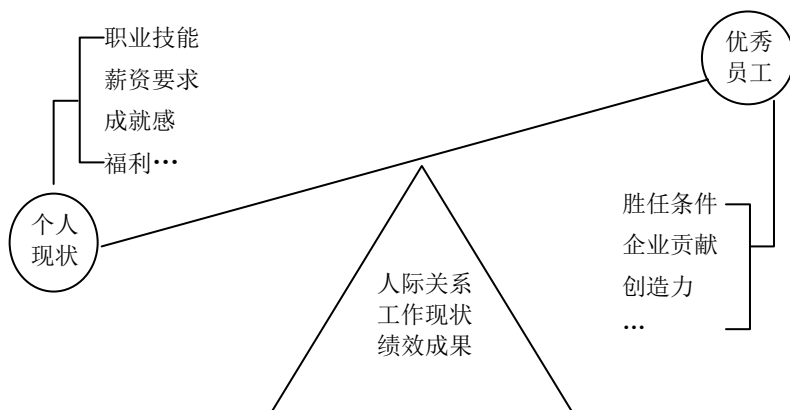 职业技能
薪资要求
成就感
福利…
个人
现状
优秀
员工
胜任条件
企业贡献
创造力
…
人际关系
工作现状
绩效成果